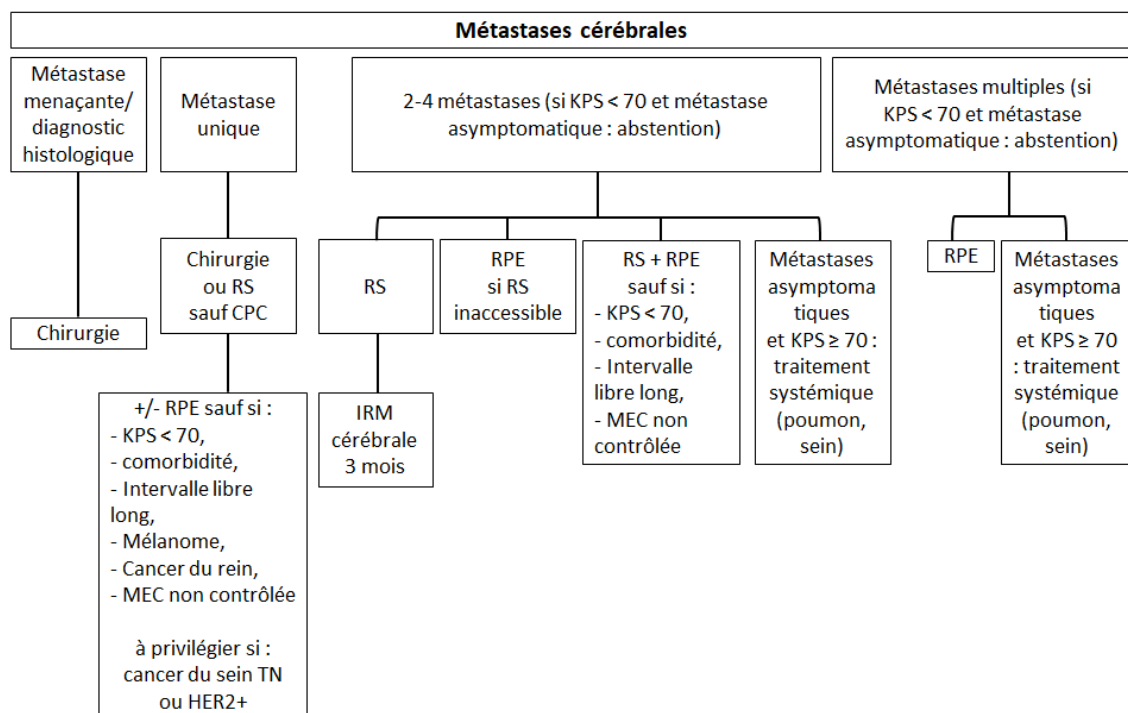 Métastases cérébrales
Métastase
menaçante/
diagnostic
histologique
Métastase
unique
2-4 métastases (si KPS < 70 et métastase
asymptomatique : abstention)
Métastases multiples (si
KPS < 70 et métastase
asymptomatique : abstention)
Chirurgie
Chirurgie
ou RS
sauf CPC
RS
RPE
si RS
inaccessible
RS + RPE
sauf si :
- KPS < 70,
- comorbidité,
- Intervalle
libre long,
- MEC non
contrôlée
Métastases
asymptoma
tiques
et KPS ≥ 70 :
traitement
systémique
(poumon,
sein)
RPE
Métastases
asymptoma
tiques
et KPS ≥ 70
: traitement
systémique
(poumon,
sein)
+/- RPE sauf si :
- KPS < 70,
- comorbidité,
- Intervalle libre
long,
- Mélanome,
- Cancer du rein,
- MEC non contrôlée
à privilégier si :
cancer du sein TN
ou HER2+
IRM
cérébrale
3 mois